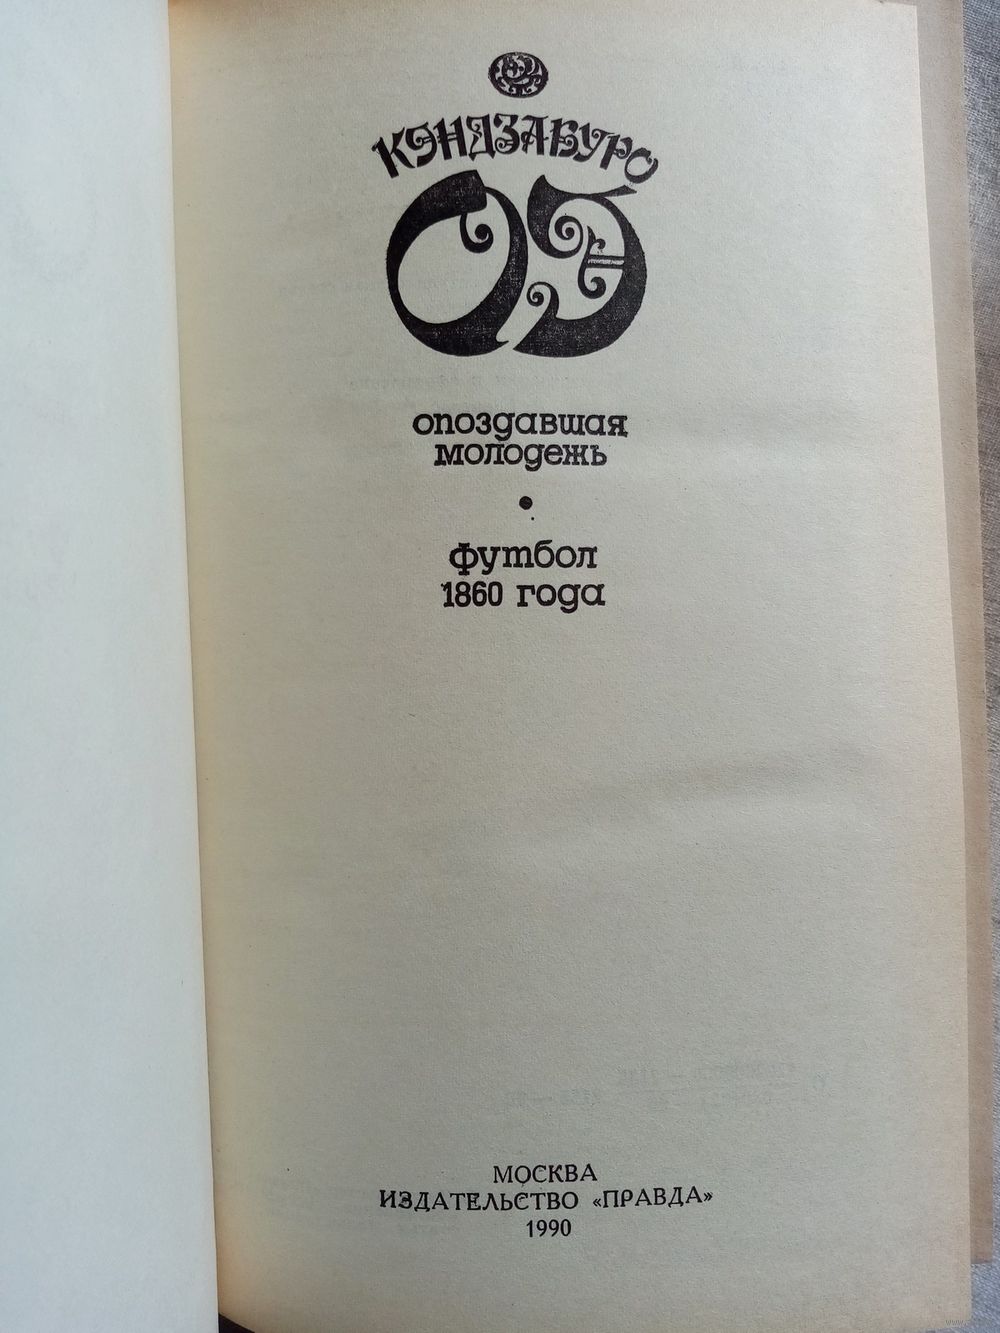 КЭНДЗАБУРО
ОЭ
опоздавшая
молодежь
•
футбол
1860 года
МОСКВА
ИЗДАТЕЛЬСТВО «ПРАВДА»
1990